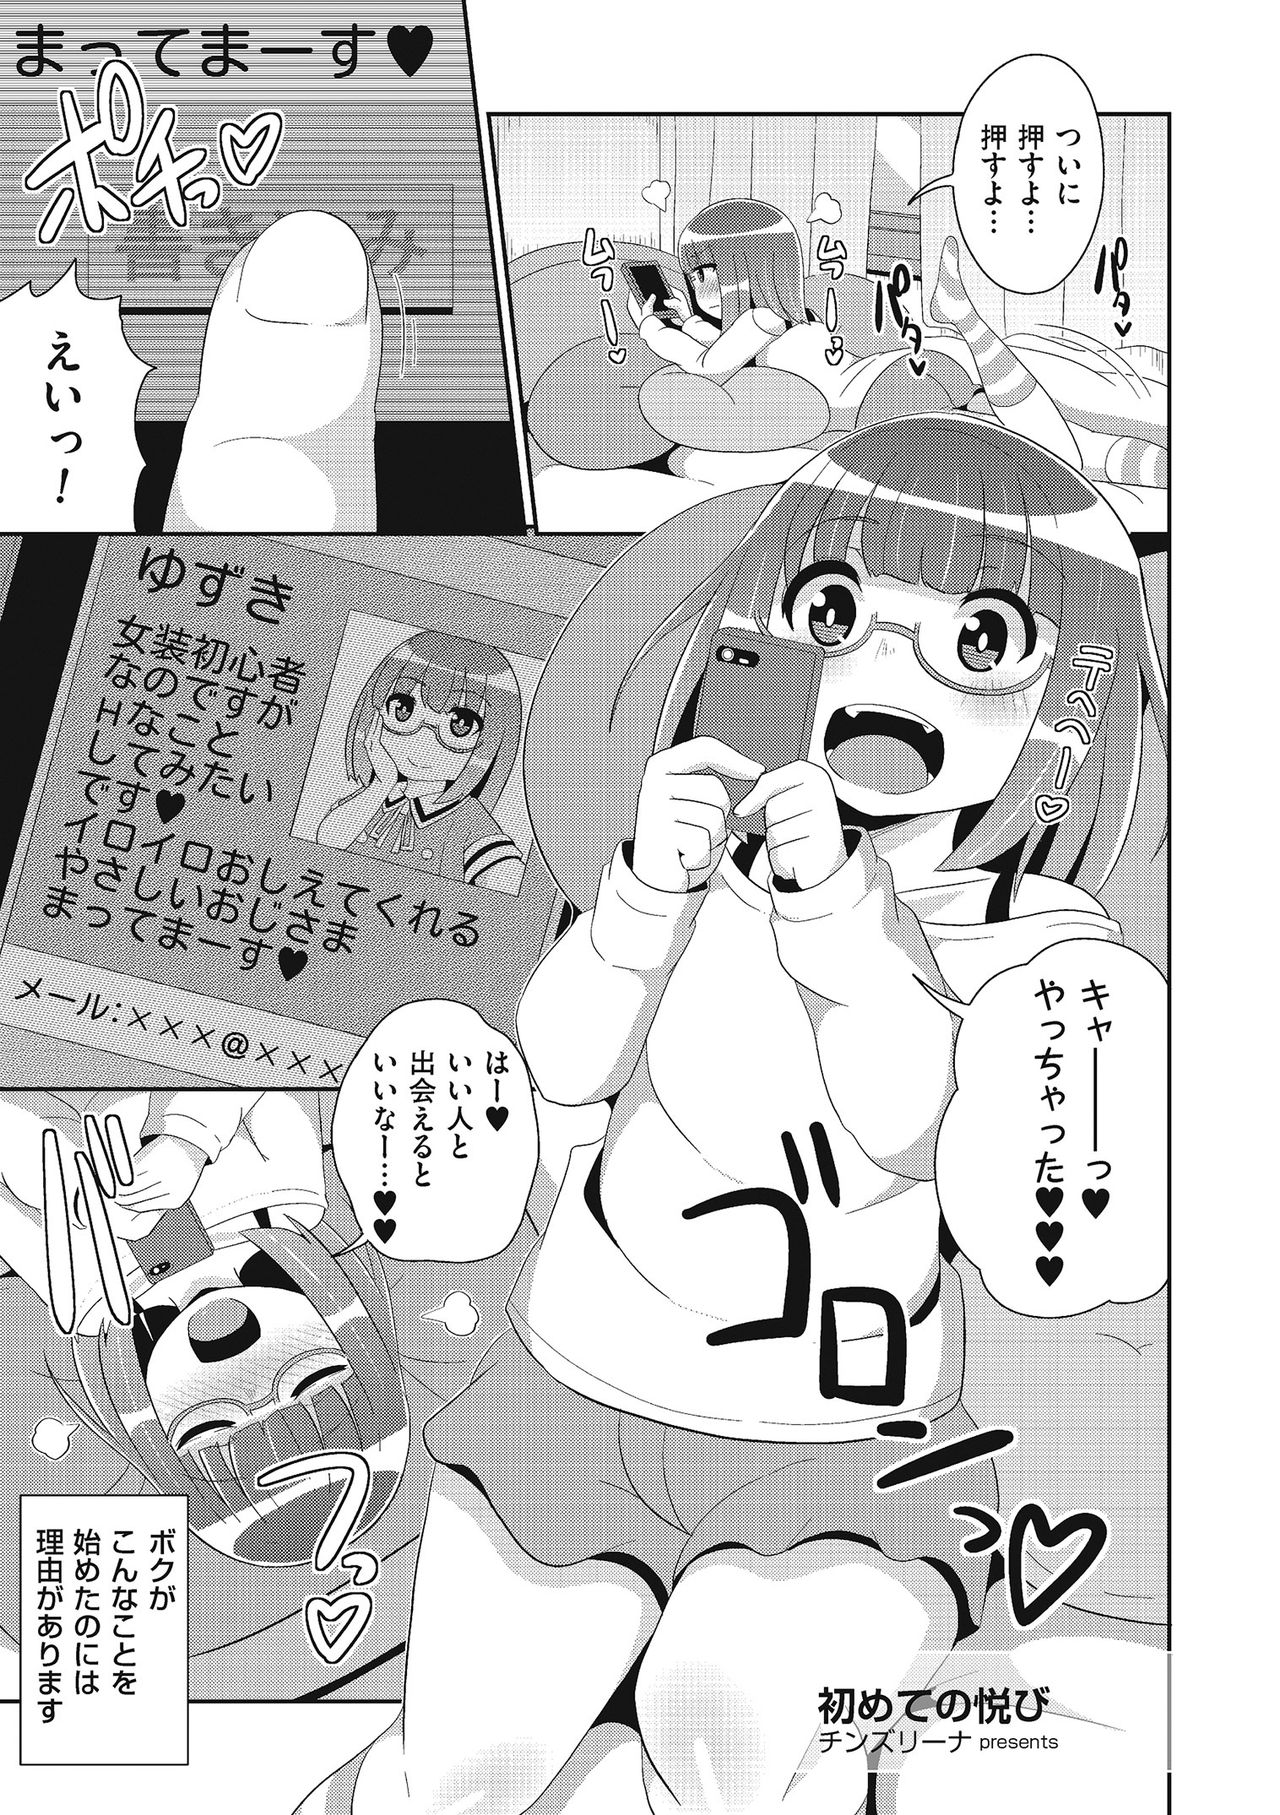 ついに
押すよ…
押すよ…
パタ
パタ
ムフーっ
ムフー
まってまーす♥
書きこみ
ポチっ
えいっ！
ゆずき
女装初心者
なのですが
Hなこと
してみたい
です♥
イロイロおしえてくれる
やさしいおじさま
まってまーす♥
メール：×××@×××
テヘヘー
キャーーーっ♥
やっちゃった♥♥♥
ゴロン
はー♥
いい人と
出会えると
いいなー…♥♥
ボクが
こんなことを
始めたのには
理由があります
初めての悦び
チンズリーナ presents